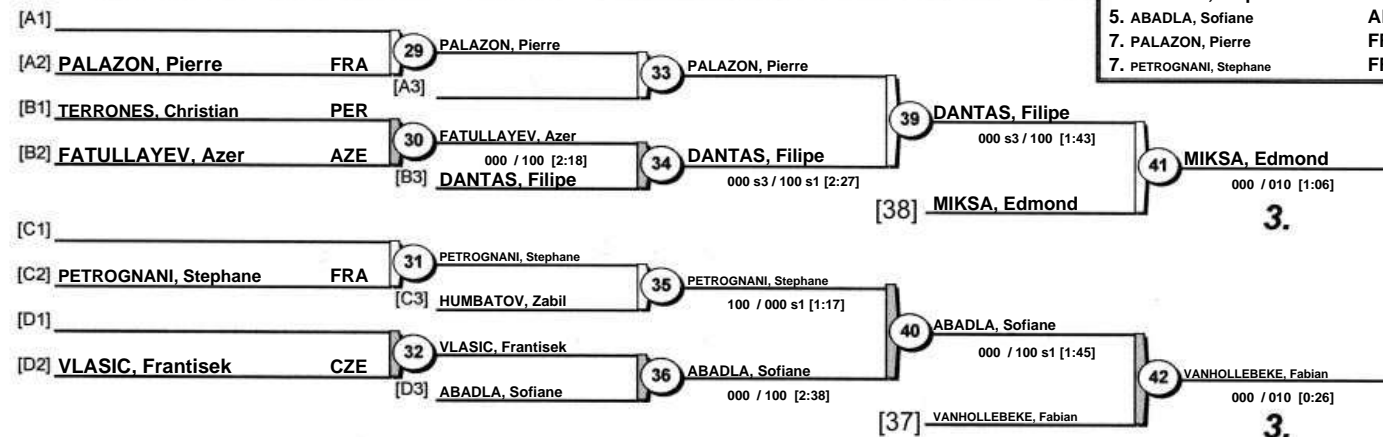 5. ABADLA, Sofiane
7. PALAZON, Pierre
7. PETROGNANI, Stephane
[A1]
29
PALAZON, Pierre
[A2] PALAZON, Pierre FRA
[A3]
33
PALAZON, Pierre
[B1] TERRONES, Christian PER
30
FATULLAYEV, Azer
000 / 100 [2:18]
[B2] FATULLAYEV, Azer AZE
[B3] DANTAS, Filipe
34
DANTAS, Filipe
000 s3 / 100 s1 [2:27]
39
DANTAS, Filipe
000 s3 / 100 [1:43]
[38] MIKSA, Edmond
41
MIKSA, Edmond
000 / 010 [1:06]
3.
[C1]
31
PETROGNANI, Stephane
[C2] PETROGNANI, Stephane FRA
[C3] HUMBATOV, Zabil
35
PETROGNANI, Stephane
100 / 000 s1 [1:17]
[D1]
32
VLASIC, Frantisek
[D2] VLASIC, Frantisek CZE
[D3] ABADLA, Sofiane
36
ABADLA, Sofiane
000 / 100 [2:38]
40
ABADLA, Sofiane
000 / 100 s1 [1:45]
[37] VANHOLLEBEKE, Fabian
42
VANHOLLEBEKE, Fabian
000 / 010 [0:26]
3.